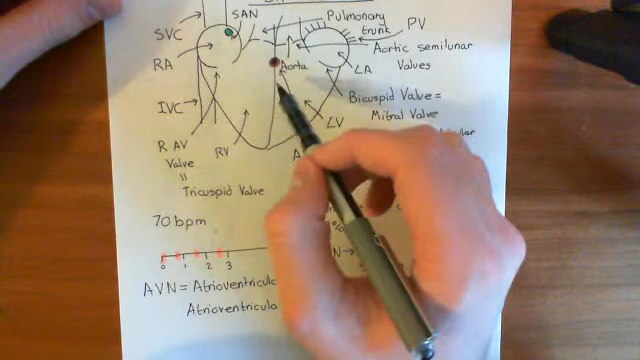 SAN
Pulmonary
trunk
PV
SVC
Aortic semilunar
Valves
RA
Aorta
LA
IVC
Bicuspid Valve =
Mitral Valve
LV
R AV
Valve
RV
=
Tricuspid Valve
70 bpm
0 1 2 3
AVN = Atrioventricu
Atrioventricula